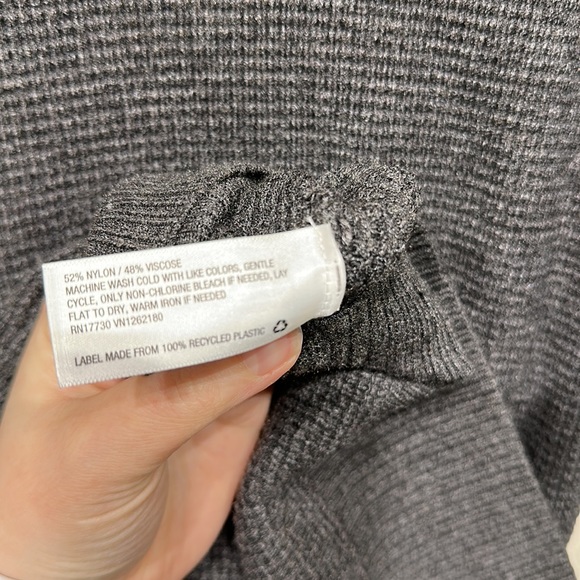 52% NYLON / 48% VISCOSE
MACHINE WASH COLD WITH LIKE COLORS, GENTLE
CYCLE, ONLY NON-CHLORINE BLEACH IF NEEDED, LAY
FLAT TO DRY, WARM IRON IF NEEDED
RN17730 VN1262180
LABEL MADE FROM 100% RECYCLED PLASTIC